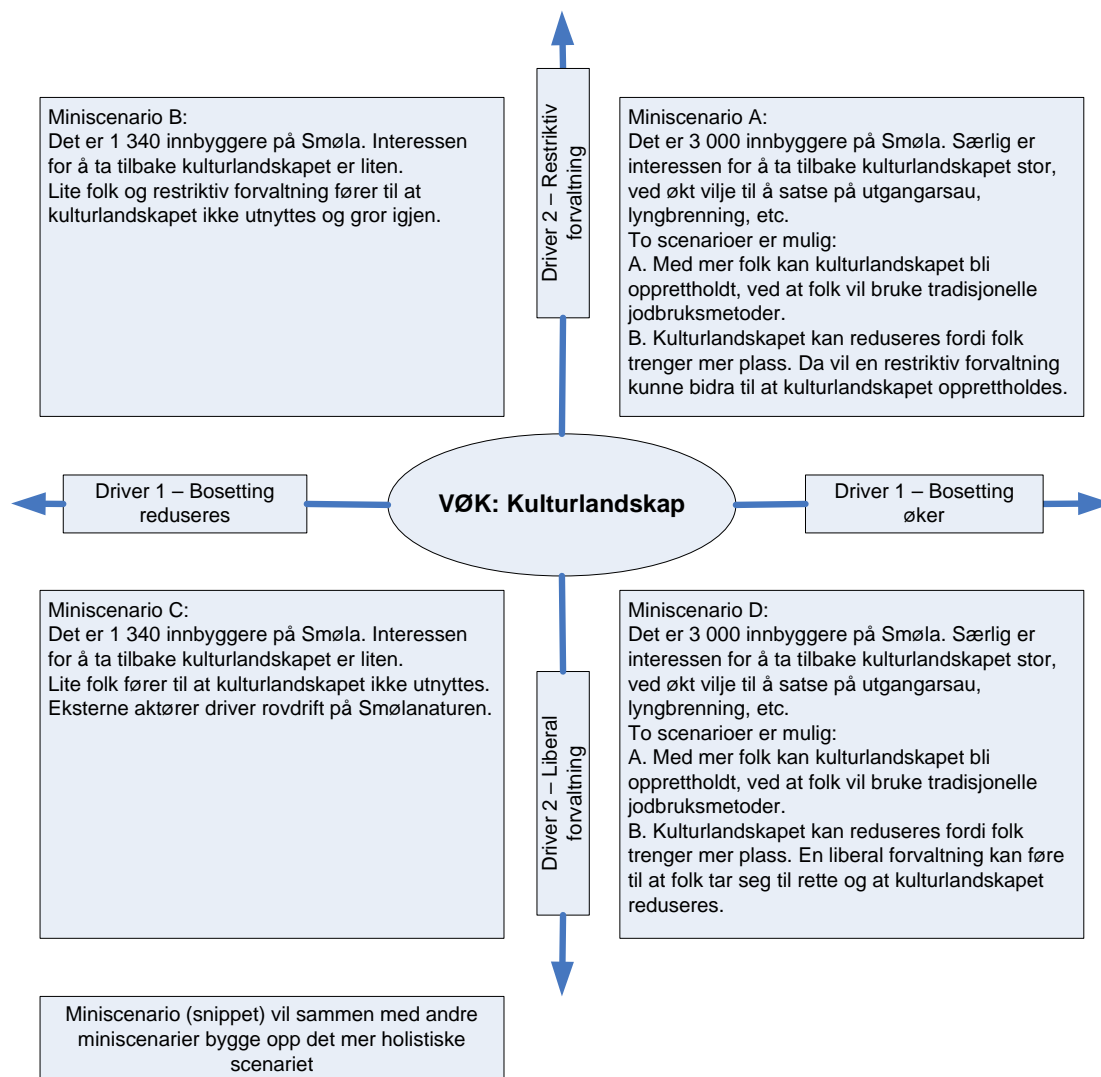 Driver 2 – Restriktiv
forvaltning
Miniscenario B:
Det er 1 340 innbyggere på Smøla. Interessen
for å ta tilbake kulturlandskapet er liten.
Lite folk og restriktiv forvaltning fører til at
kulturlandskapet ikke utnyttes og gror igjen.
Miniscenario A:
Det er 3 000 innbyggere på Smøla. Særlig er
interessen for å ta tilbake kulturlandskapet stor,
ved økt vilje til å satse på utgangarsau,
lyngbrenning, etc.
To scenarioer er mulig:
A. Med mer folk kan kulturlandskapet bli
opprettholdt, ved at folk vil bruke tradisjonelle
jodbruksmetoder.
B. Kulturlandskapet kan reduseres fordi folk
trenger mer plass. Da vil en restriktiv forvaltning
kunne bidra til at kulturlandskapet opprettholdes.
Driver 1 – Bosetting
reduseres
VØK: Kulturlandskap
Driver 1 – Bosetting
øker
Miniscenario C:
Det er 1 340 innbyggere på Smøla. Interessen
for å ta tilbake kulturlandskapet er liten.
Lite folk fører til at kulturlandskapet ikke utnyttes.
Eksterne aktører driver rovdrift på Smølanaturen.
Driver 2 – Liberal
forvaltning
Miniscenario D:
Det er 3 000 innbyggere på Smøla. Særlig er
interessen for å ta tilbake kulturlandskapet stor,
ved økt vilje til å satse på utgangarsau,
lyngbrenning, etc.
To scenarioer er mulig:
A. Med mer folk kan kulturlandskapet bli
opprettholdt, ved at folk vil bruke tradisjonelle
jodbruksmetoder.
B. Kulturlandskapet kan reduseres fordi folk
trenger mer plass. En liberal forvaltning kan føre
til at folk tar seg til rette og at kulturlandskapet
reduseres.
Miniscenario (snippet) vil sammen med andre
miniscenarier bygge opp det mer holistiske
scenariet